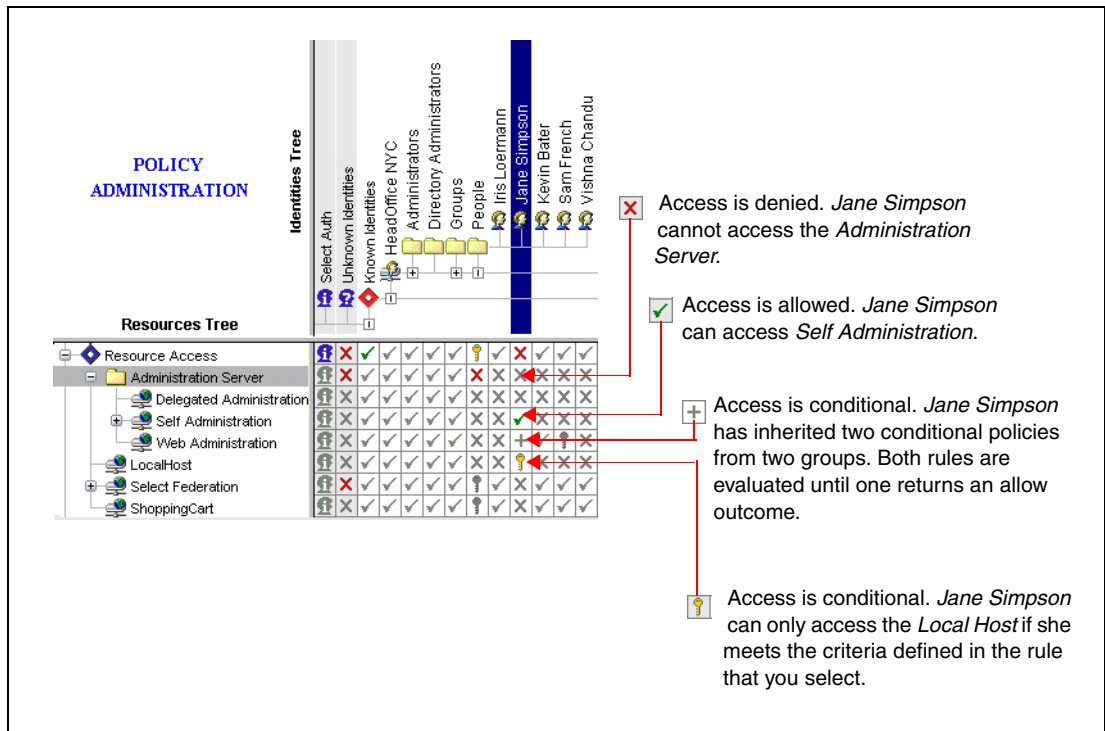 POLICY
ADMINISTRATION
Identities Tree
Select Auth
Unknown Identities
Known Identities
HeadOffice NYC
Administrators
Directory Administrators
Groups
People
Iris Loermann
Jane Simpson
Kevin Bater
Sam French
Vishna Chandu
Resources Tree
Resource Access
Administration Server
Delegated Administration
Self Administration
Web Administration
LocalHost
Select Federation
ShoppingCart
Access is denied. Jane Simpson
cannot access the Administration
Server.
Access is allowed. Jane Simpson
can access Self Administration.
Access is conditional. Jane Simpson
has inherited two conditional policies
from two groups. Both rules are
evaluated until one returns an allow
outcome.
Access is conditional. Jane Simpson
can only access the Local Host if she
meets the criteria defined in the rule
that you select.